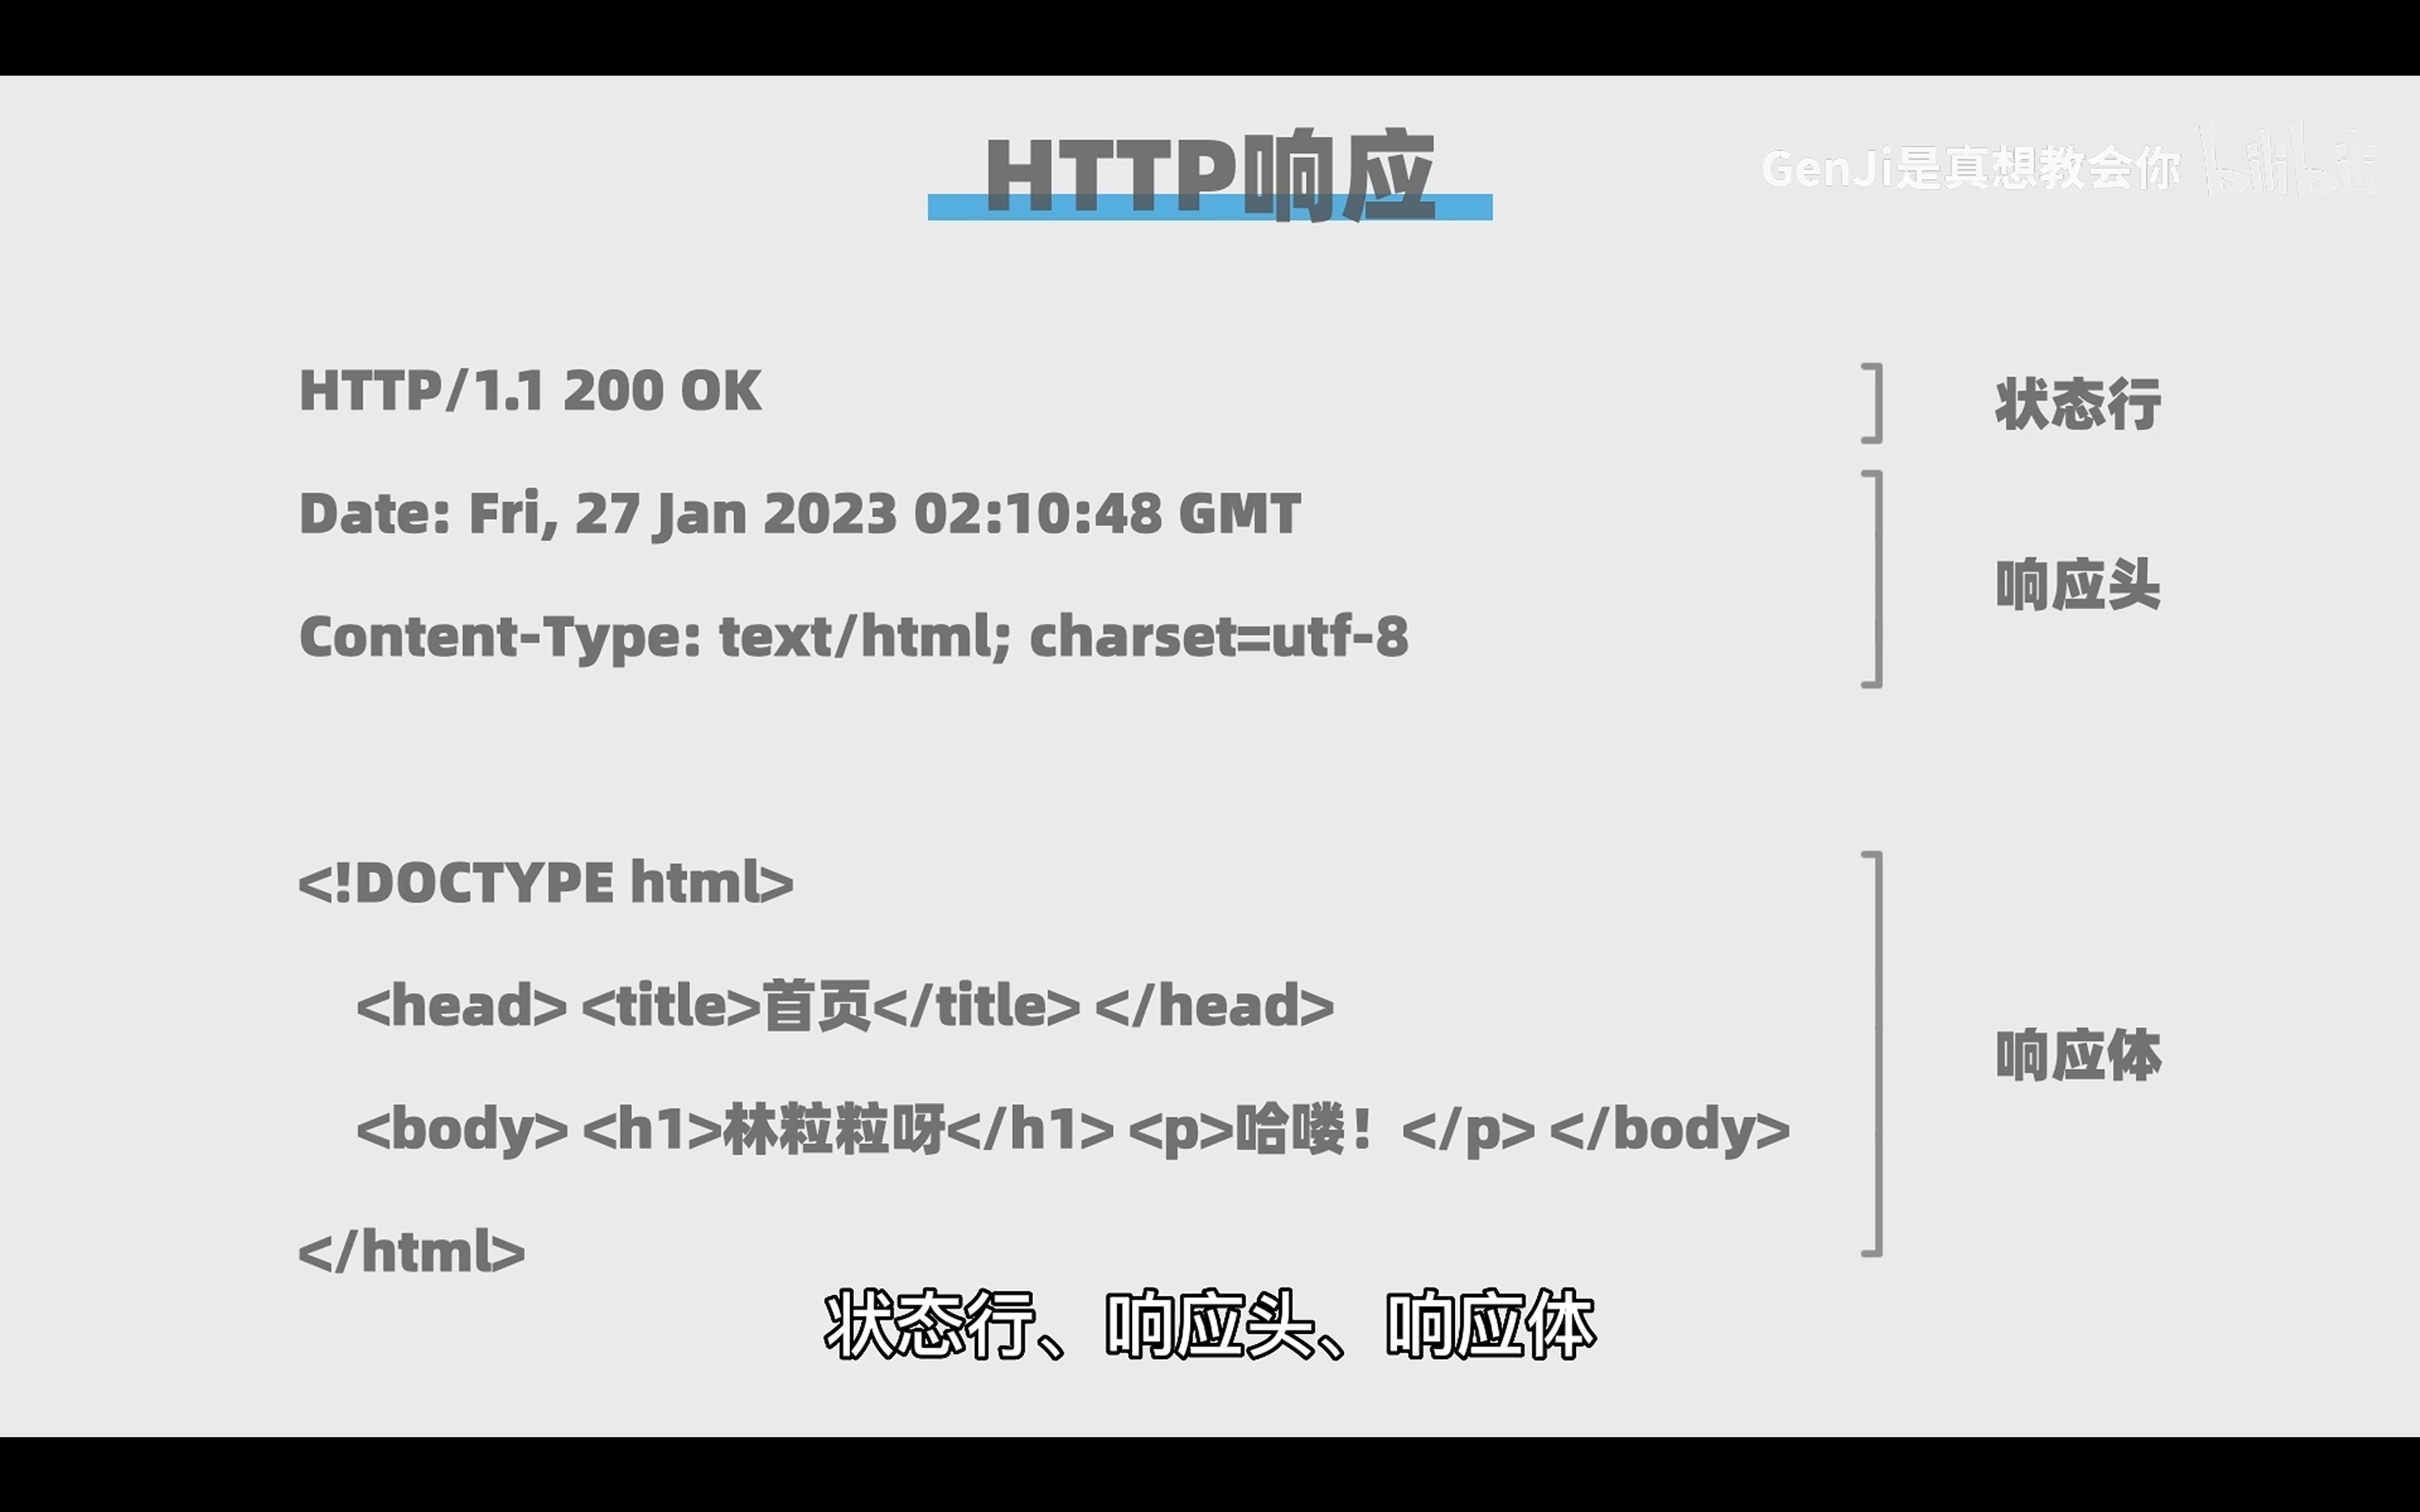 HTTP响应
GenJi是真想教会你 bilibili
HTTP/1.1 200 OK
状态行
Date: Fri, 27 Jan 2023 02:10:48 GMT
Content-Type: text/html; charset=utf-8
响应头
<!DOCTYPE html>
<head> <title>首页</title> </head>
<body> <h1>林粒粒呀</h1> <p>哈喽！</p> </body>
</html>
响应体
状态行、响应头、响应体